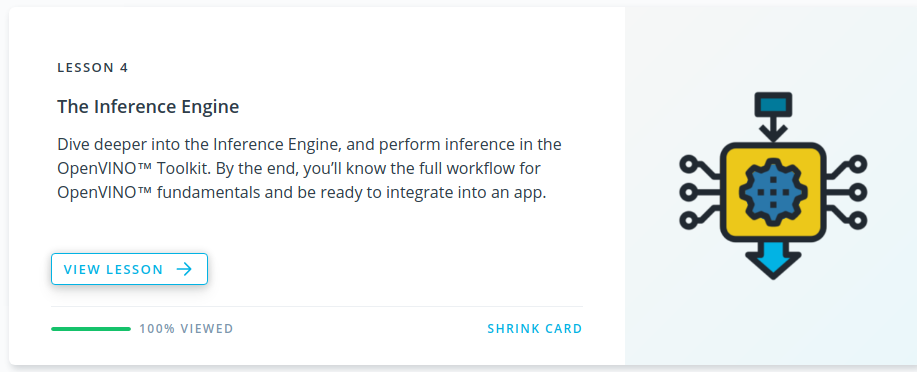 LESSON 4
The Inference Engine
Dive deeper into the Inference Engine, and perform inference in the
OpenVINO™ Toolkit. By the end, you’ll know the full workflow for
OpenVINO™ fundamentals and be ready to integrate into an app.
VIEW LESSON
100% VIEWED
SHRINK CARD